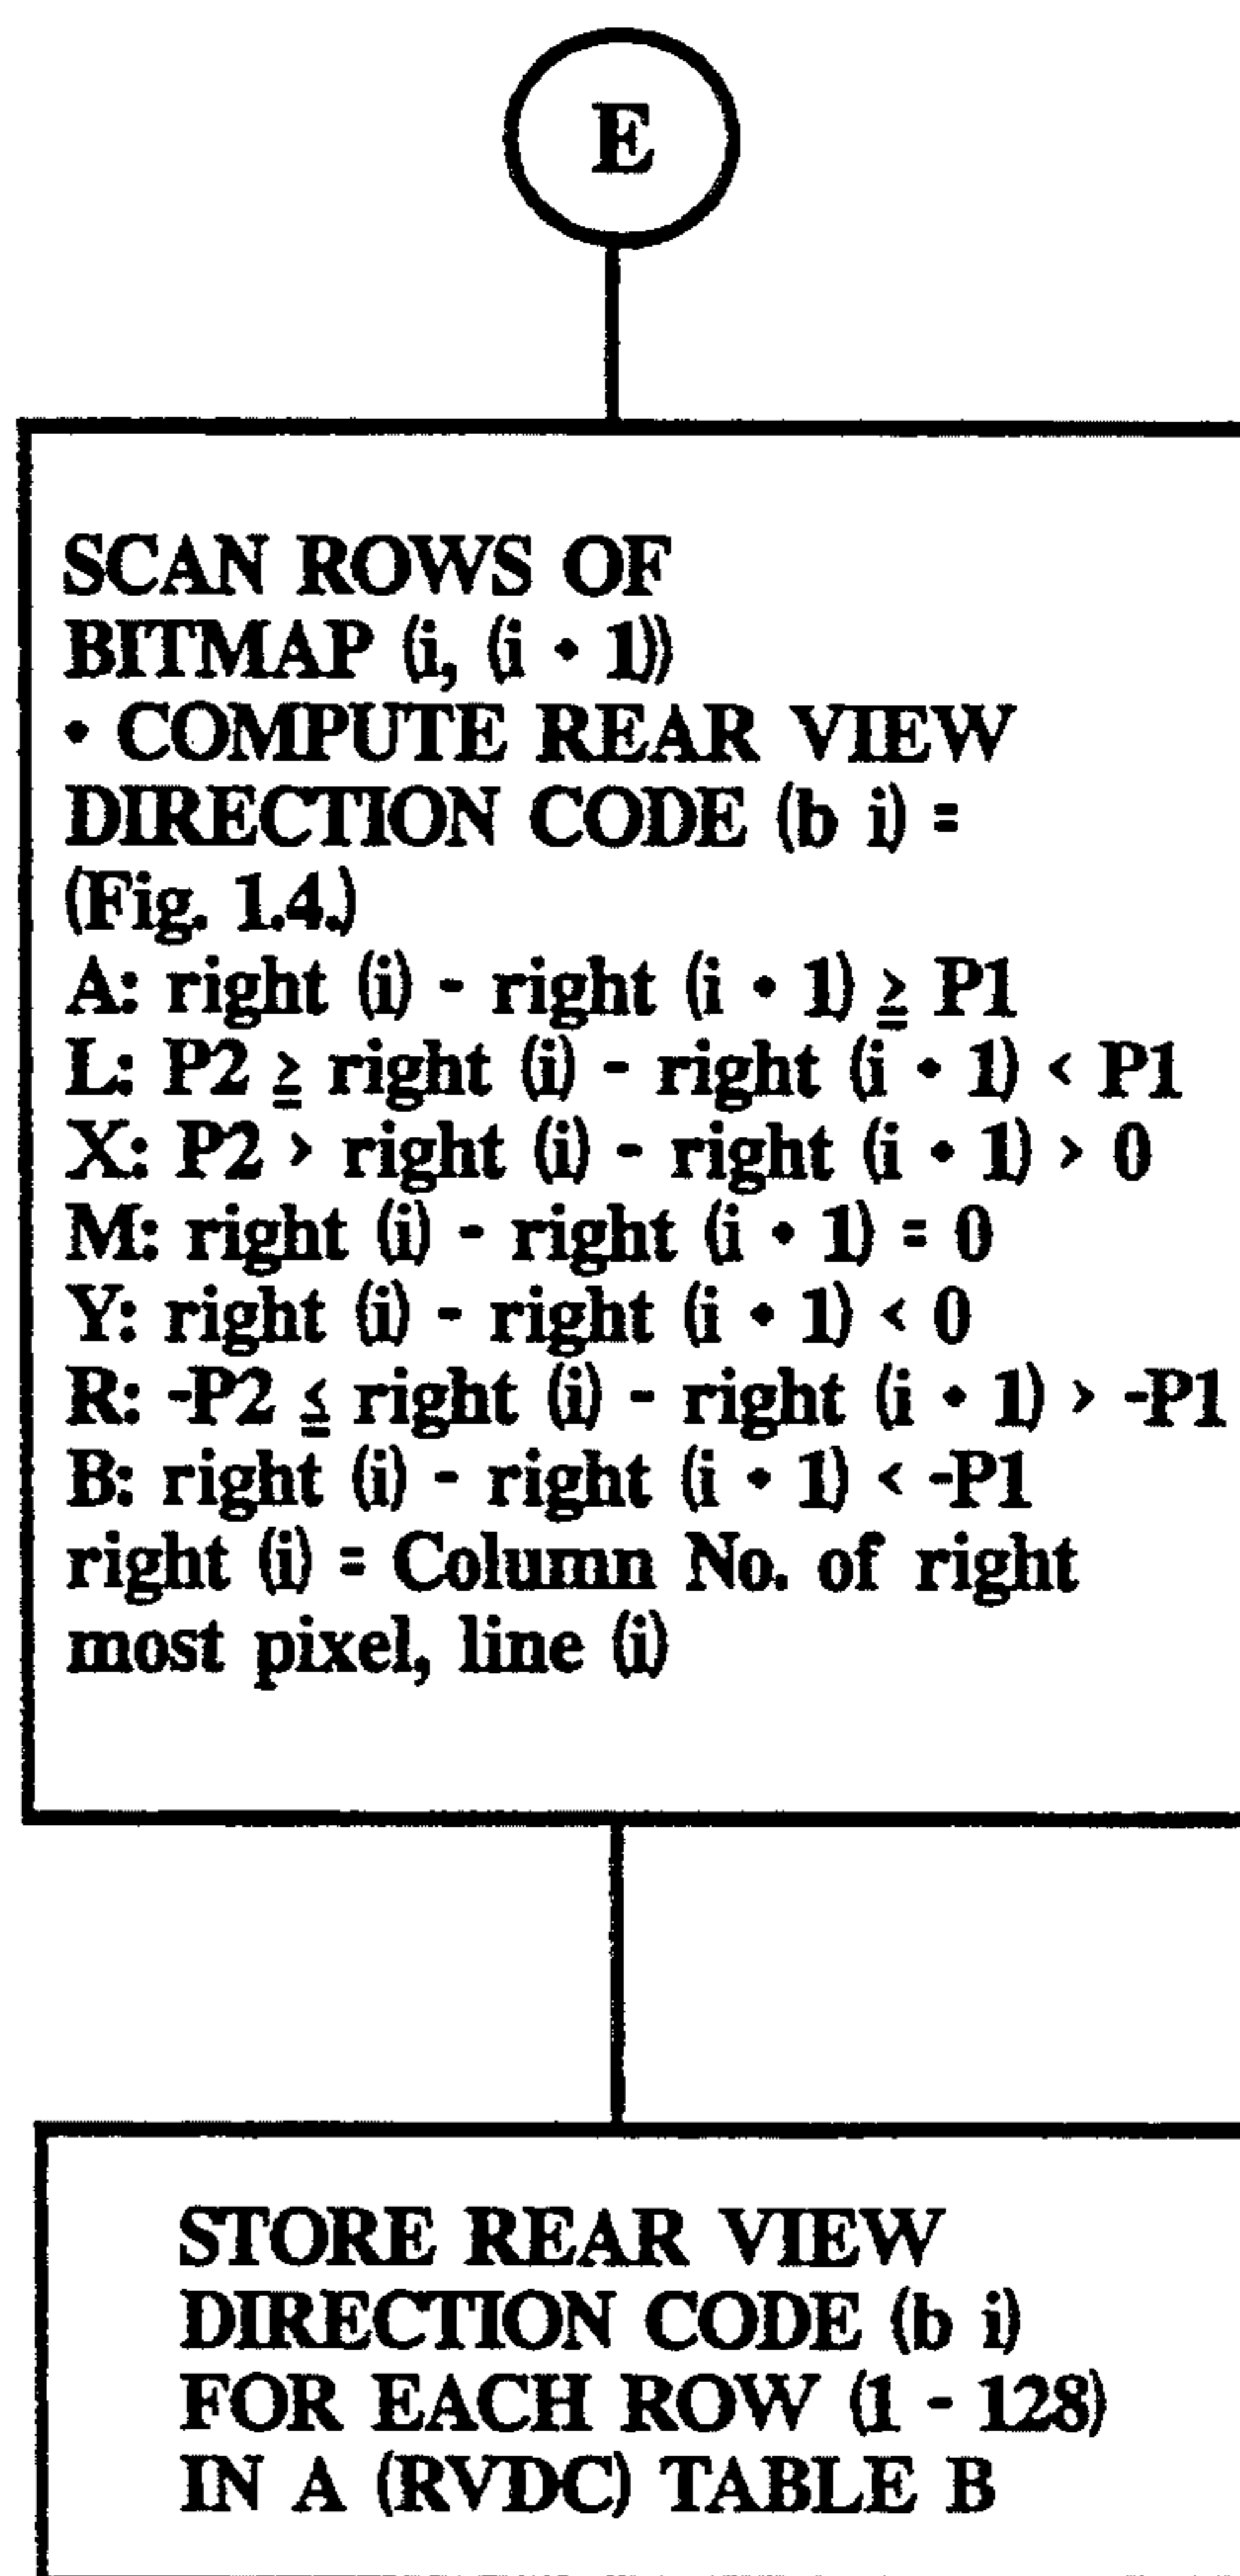 E
SCAN ROWS OF
BITMAP (i, (i • 1))
• COMPUTE REAR VIEW
DIRECTION CODE (b i) =
(Fig. 1.4.)
A: right (i) - right (i • 1) ≧ P1
L: P2 ≧ right (i) - right (i • 1) < P1
X: P2 > right (i) - right (i • 1) > 0
M: right (i) - right (i • 1) = 0
Y: right (i) - right (i • 1) < 0
R: -P2 ≦ right (i) - right (i • 1) > -P1
B: right (i) - right (i • 1) < -P1
right (i) = Column No. of right
most pixel, line (i)
STORE REAR VIEW
DIRECTION CODE (b i)
FOR EACH ROW (1 - 128)
IN A (RVDC) TABLE B